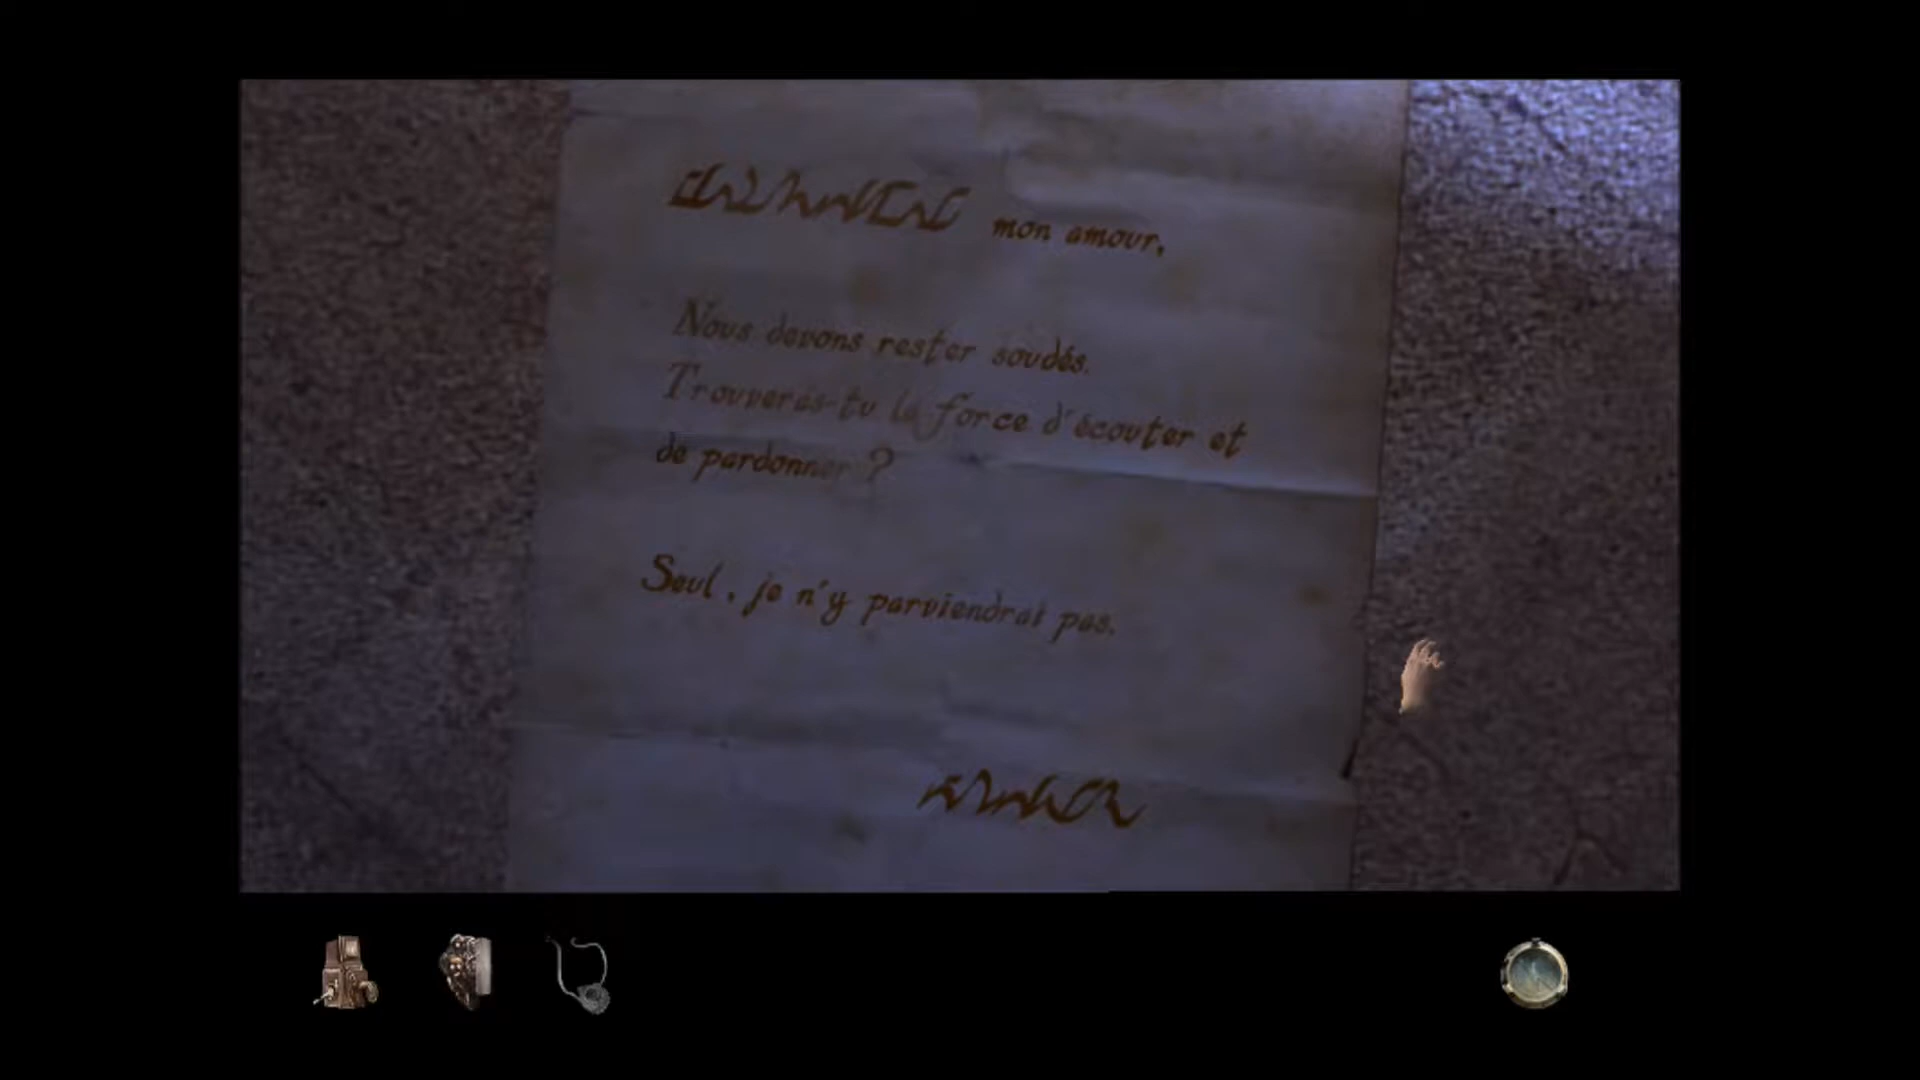 mon amour,
Nous devons rester soudés.
Trouveras-tu la force d'écouter et
de pardonner ?
Seul, je n'y parviendrai pas.